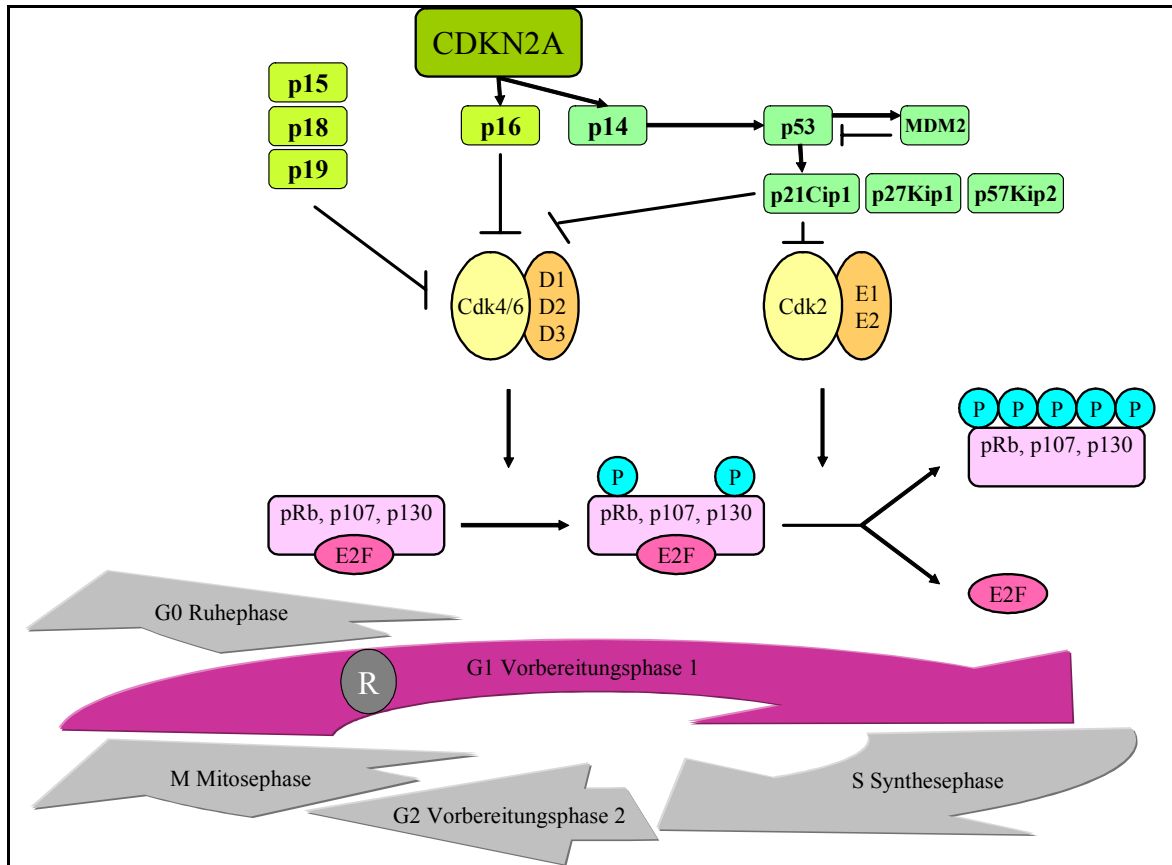 CDKN2A
p15
p18
p19
p16
p14
p53
MDM2
p21Cip1
p27Kip1
p57Kip2
Cdk4/6
D1
D2
D3
Cdk2
E1
E2
P P P P P
pRb, p107, p130
P P
pRb, p107, p130
E2F
pRb, p107, p130
E2F
E2F
G0 Ruhephase
G1 Vorbereitungsphase 1
R
M Mitosephase
S Synthesephase
G2 Vorbereitungsphase 2